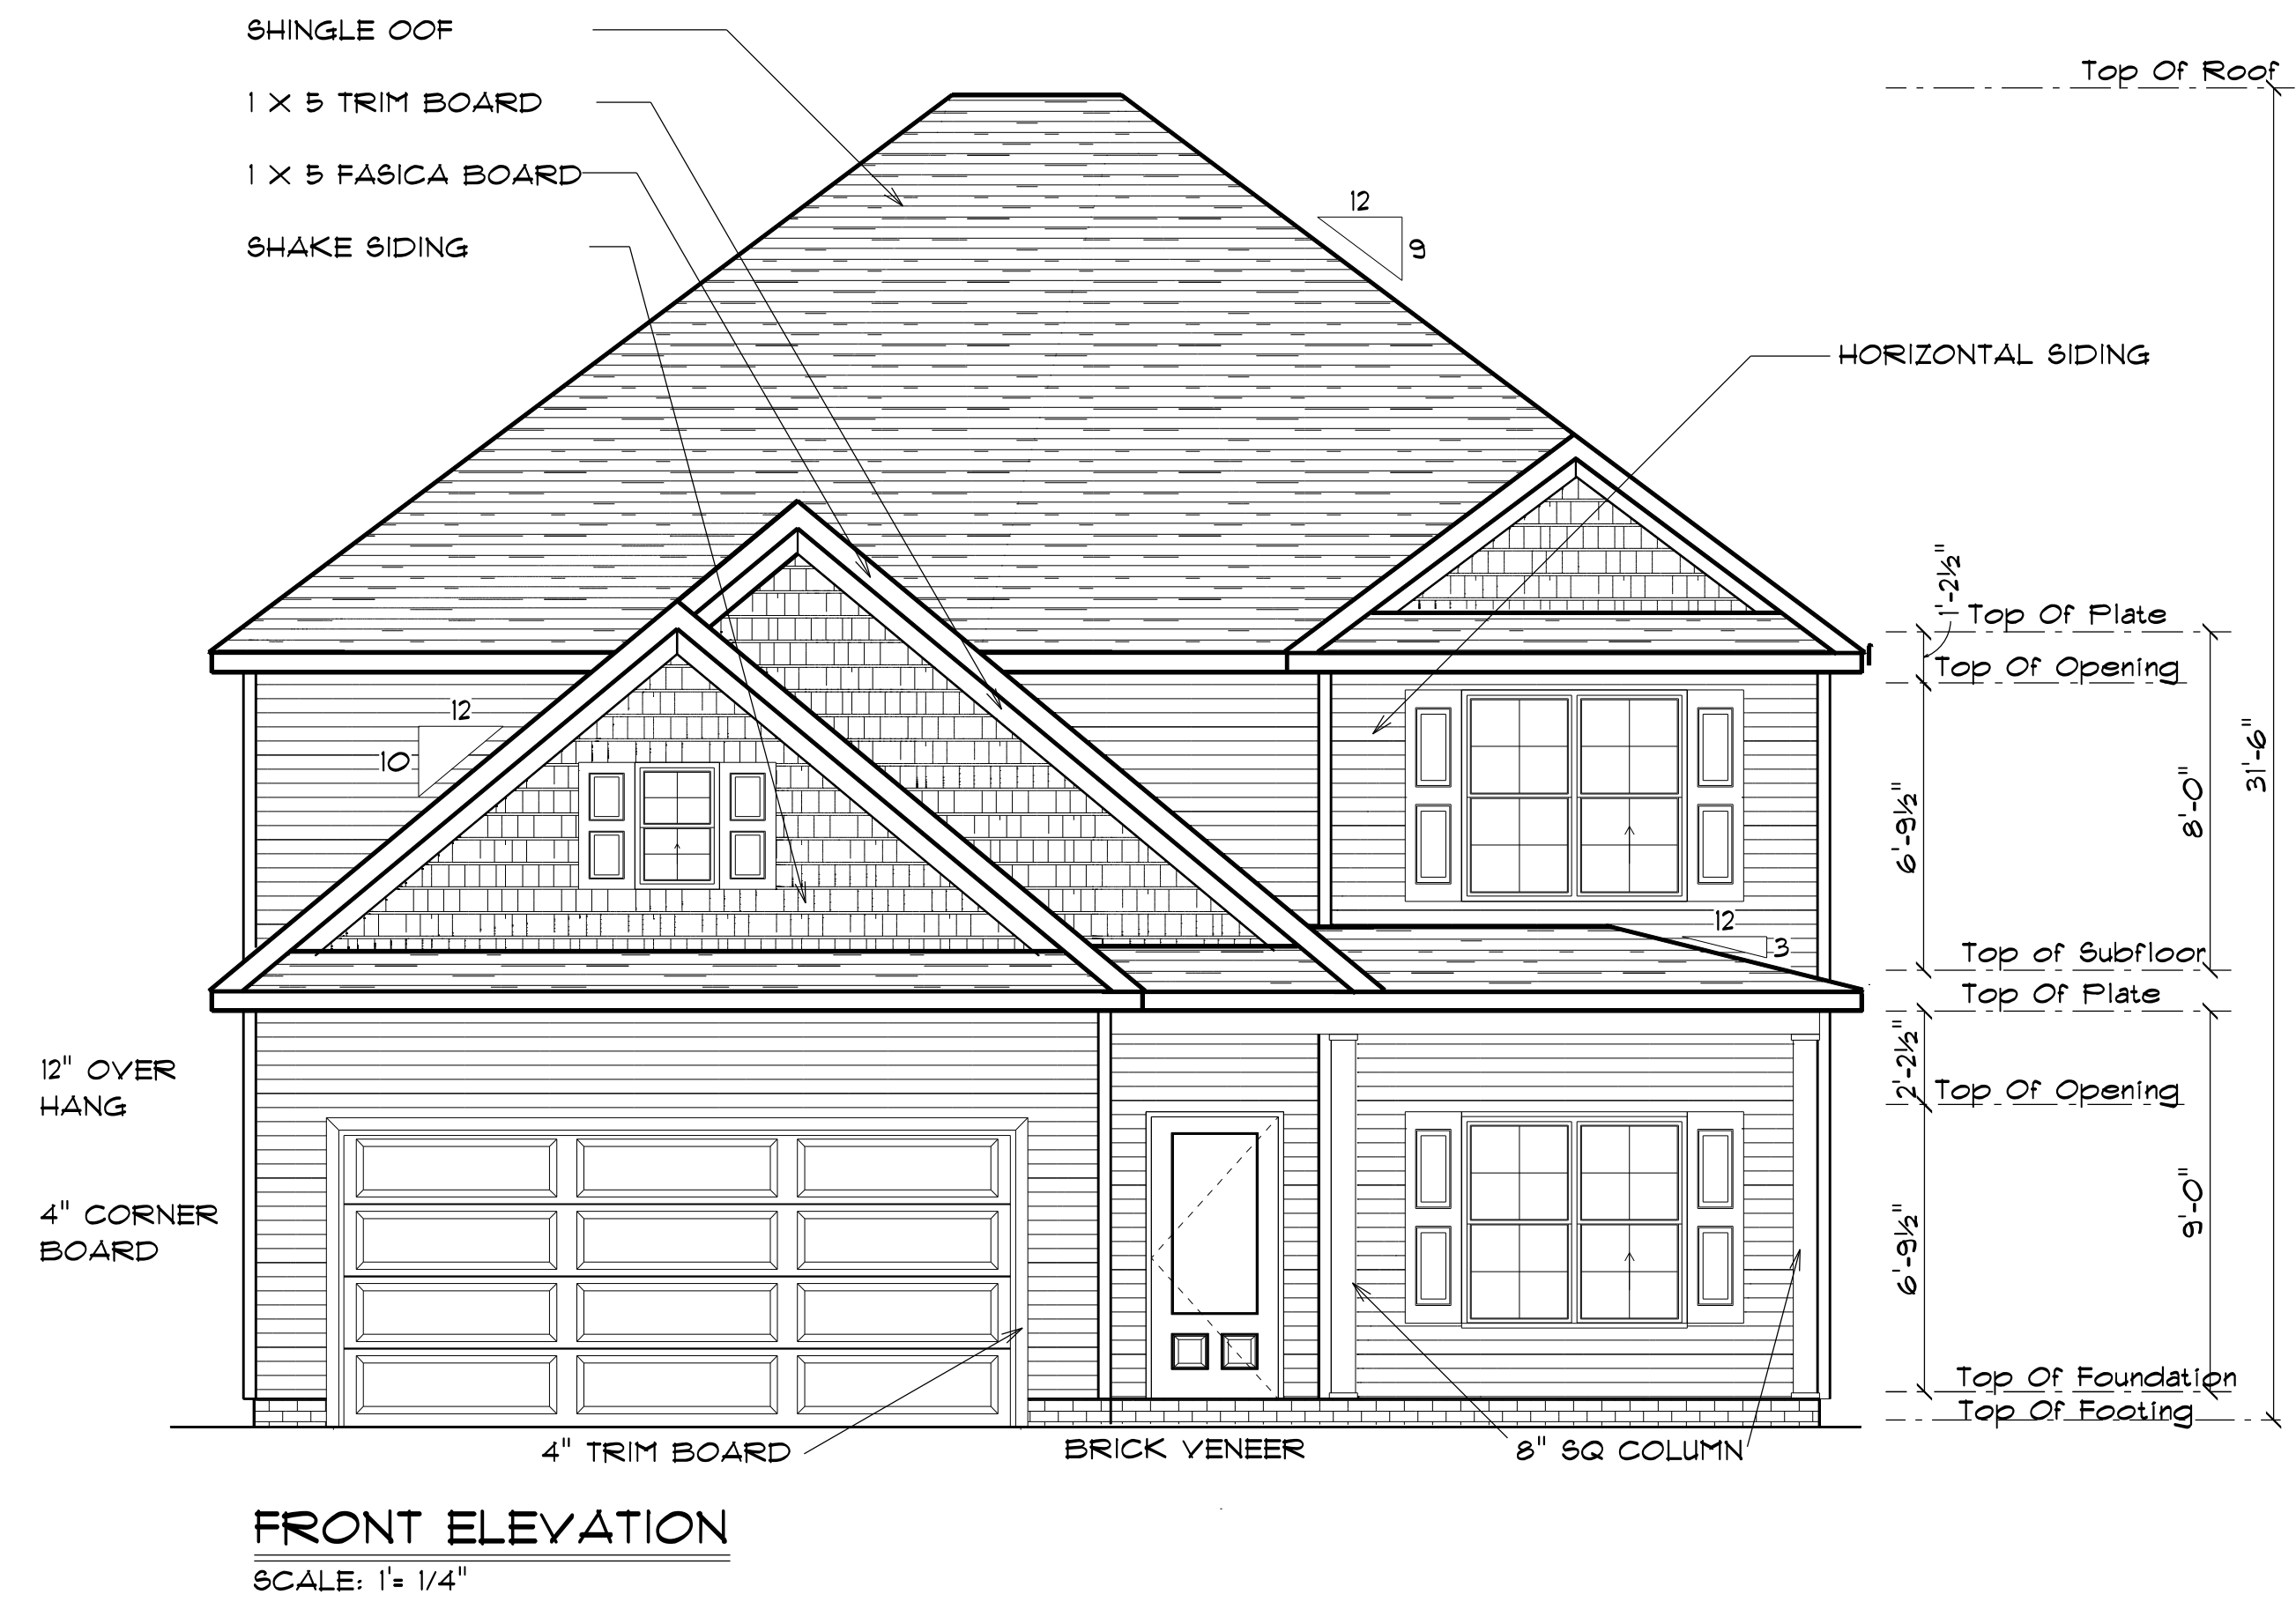 SHINGLE OOF
Top Of Roof
1 X 5 TRIM BOARD
1 X 5 FASICA BOARD
12
9
SHAKE SIDING
HORIZONTAL SIDING
1'-2½"
Top Of Plate
Top Of Opening
12
10
31'-6"
6'-9½"
8'-0"
12
3
Top of Subfloor
Top Of Plate
12" OVER
HANG
2'-2½"
Top Of Opening
4" CORNER
BOARD
6'-9½"
9'-0"
Top Of Foundation
Top Of Footing
4" TRIM BOARD
BRICK VENEER
8" SQ COLUMN
FRONT ELEVATION
SCALE: 1'= 1/4"